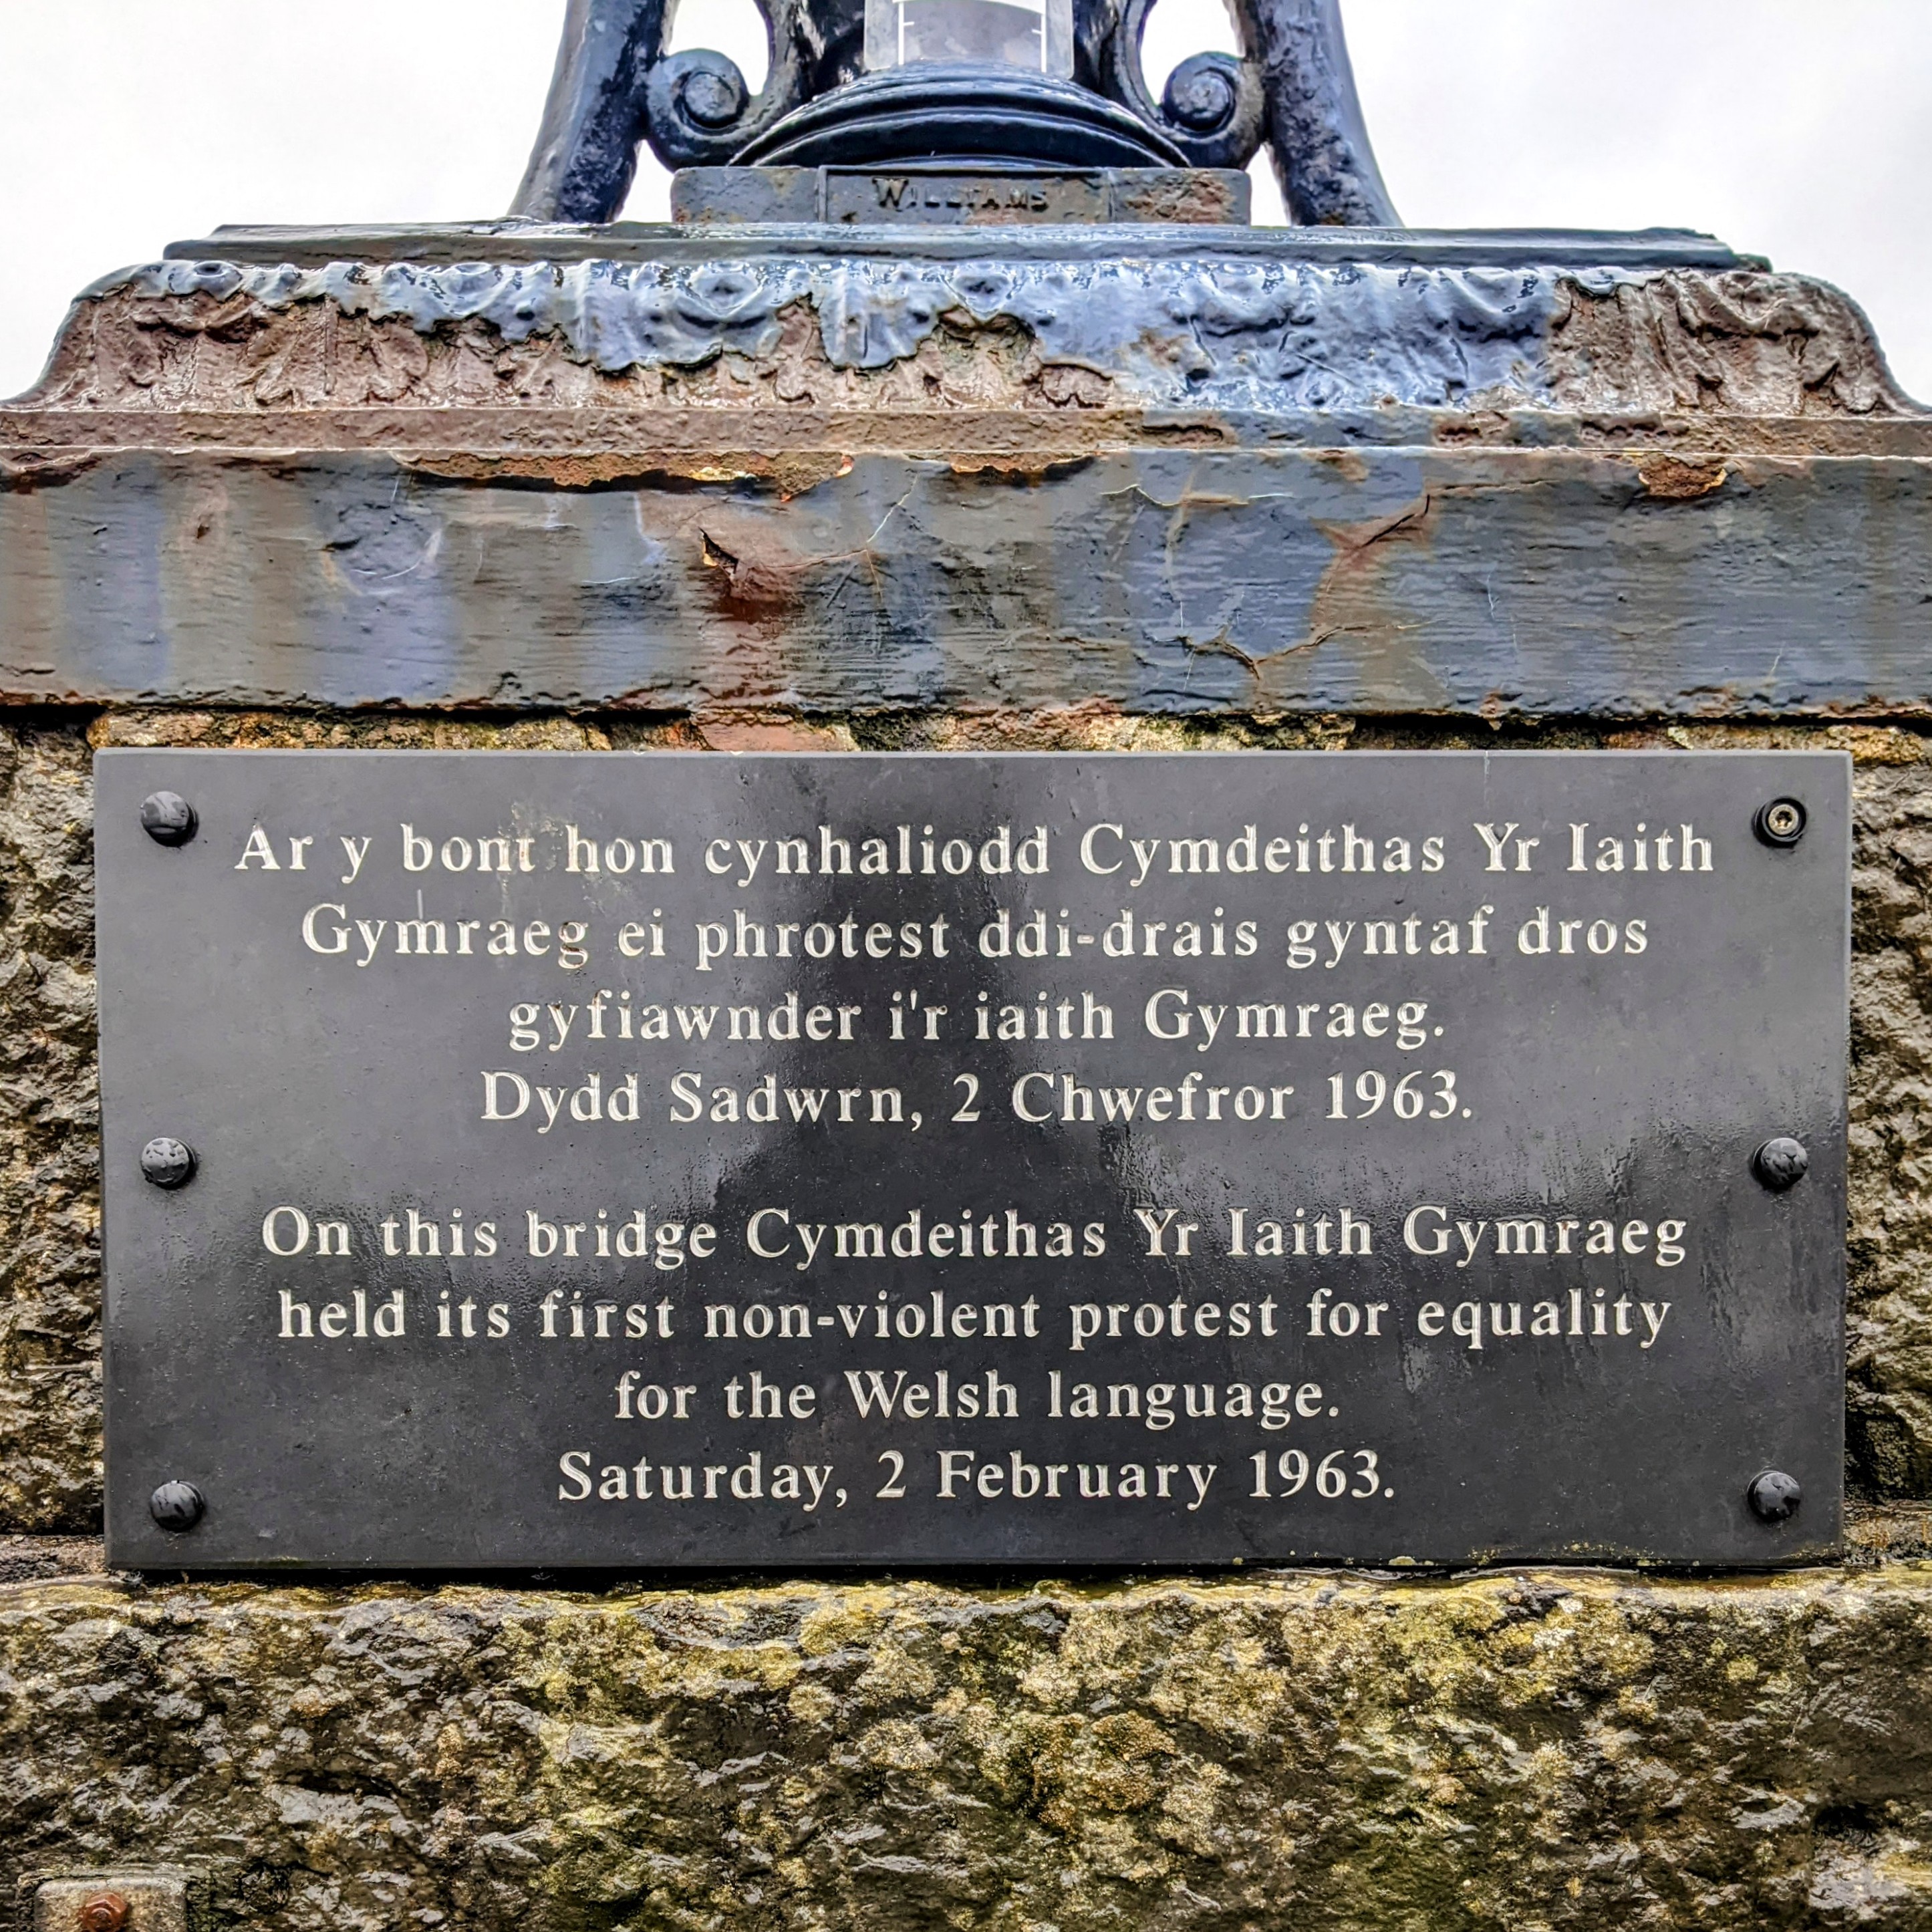 WILLIAMS
Ar y bont hon cynhaliodd Cymdeithas Yr Iaith
Gymraeg ei phrotest ddi-drais gyntaf dros
gyfiawnder i'r iaith Gymraeg.
Dydd Sadwrn, 2 Chwefror 1963.
On this bridge Cymdeithas Yr Iaith Gymraeg
held its first non-violent protest for equality
for the Welsh language.
Saturday, 2 February 1963.